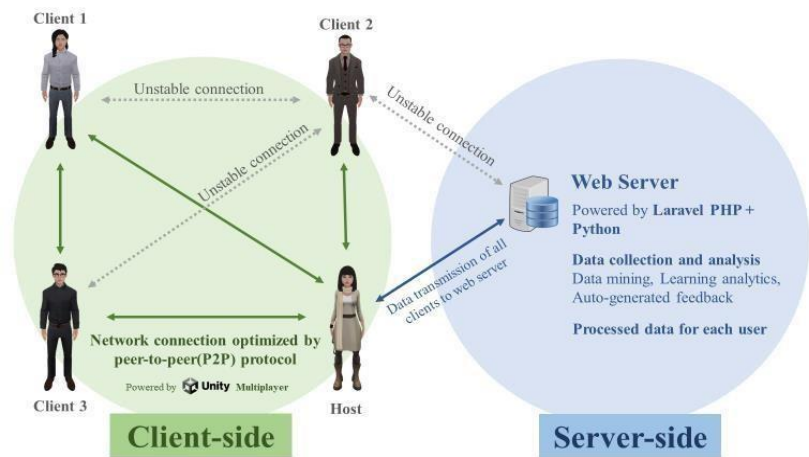 Client 1
Client 2
Unstable connection
Unstable connection
Unstable connection
Web Server
Powered by Laravel PHP +
Python
Data collection and analysis
Data mining, Learning analytics,
Auto-generated feedback
Processed data for each user
Data transmission of all
clients to web server
Network connection optimized by
peer-to-peer(P2P) protocol
Powered by Unity Multiplayer
Client 3
Host
Client-side
Server-side